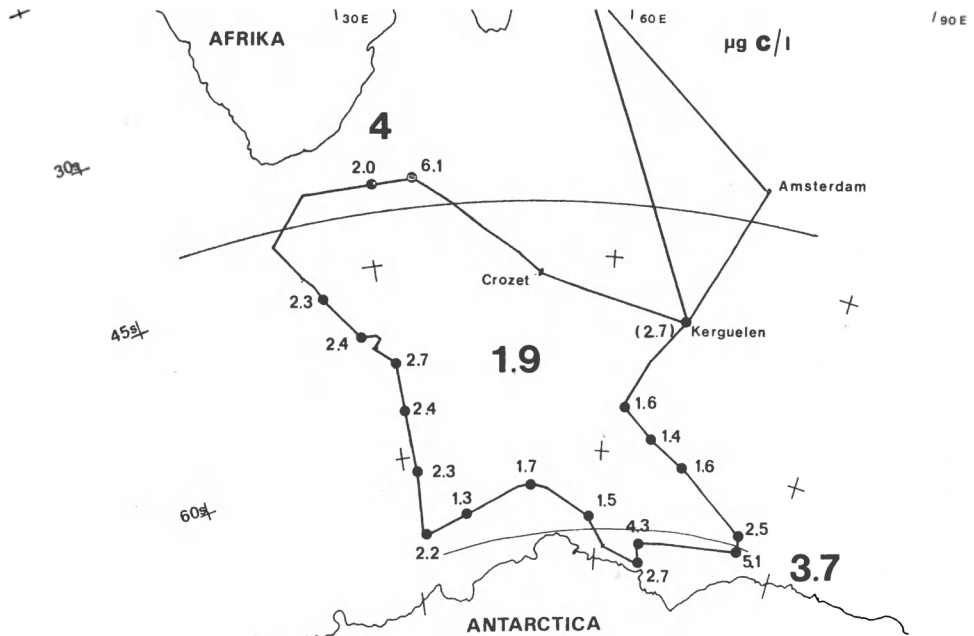 30E
60E
90E
AFRIKA
µg C/l
4
30s
2.0
6.1
Amsterdam
Crozet
2.3
45s
2.4
(2.7)
Kerguelen
2.7
1.9
2.4
1.6
1.4
2.3
1.6
1.7
1.3
1.5
60s
2.2
4.3
2.5
5.1
2.7
3.7
ANTARCTICA